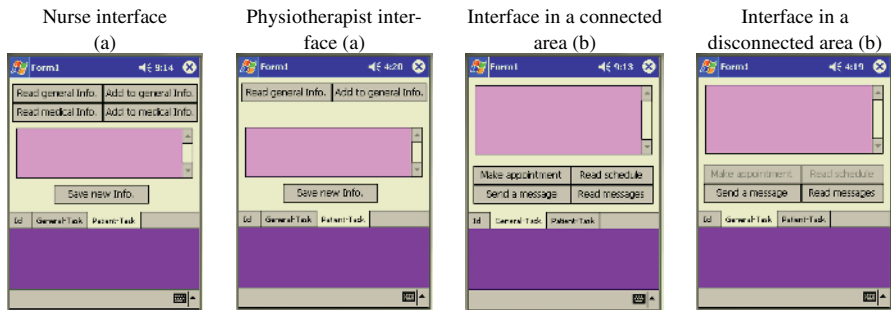 Nurse interface
(a)
Physiotherapist inter-
face (a)
Interface in a connected
area (b)
Interface in a
disconnected area (b)
Form1 9:14
Read general Info. Add to general Info.
Read medical Info. Add to medical Info.
Save new Info.
Id General-Task Patient-Task
Form1 4:20
Read general Info. Add to general Info.
Save new Info.
Id General-Task Patient-Task
Form1 9:13
Make appointment Read schedule
Send a message Read messages
Id General-Task Patient-Task
Form1 4:19
Make appointment Read schedule
Send a message Read messages
Id General-Task Patient-Task